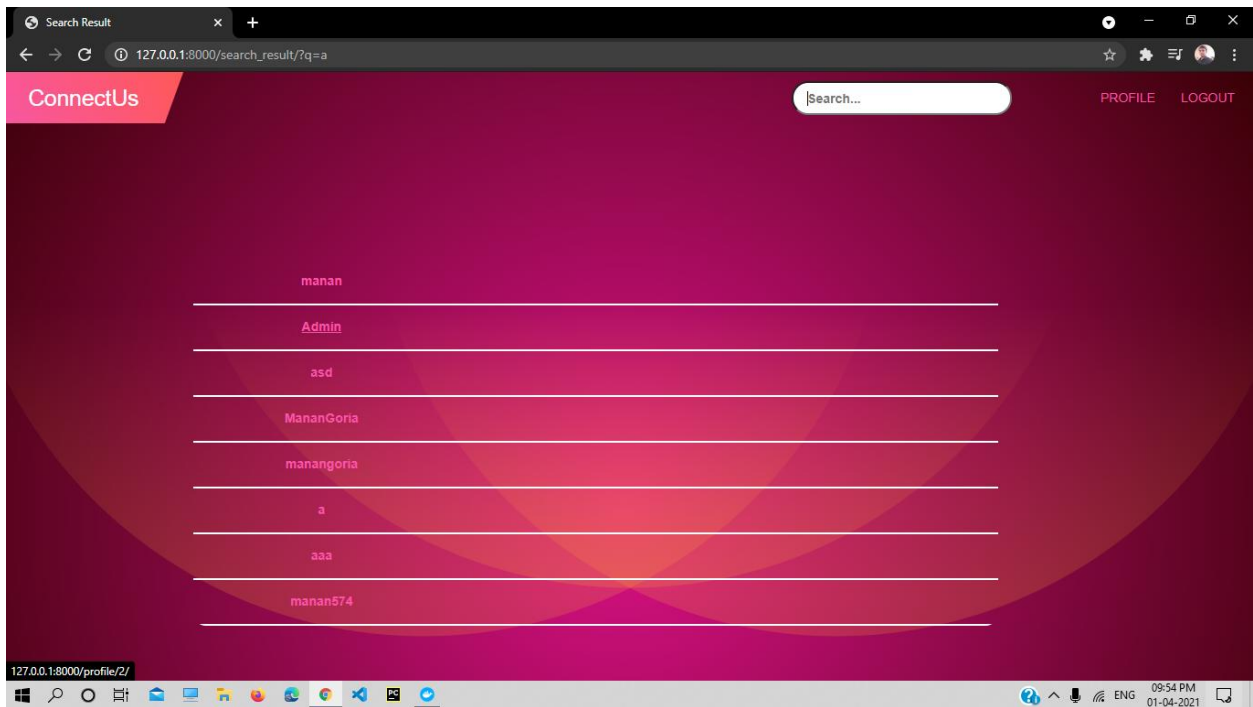 Search Result
127.0.0.1:8000/search_result/?q=a
ConnectUs
Search...
PROFILE LOGOUT
manan
Admin
asd
MananGoria
manangoria
a
aaa
manan574
127.0.0.1:8000/profile/2/
PC
ENG
09:54 PM
01-04-2021